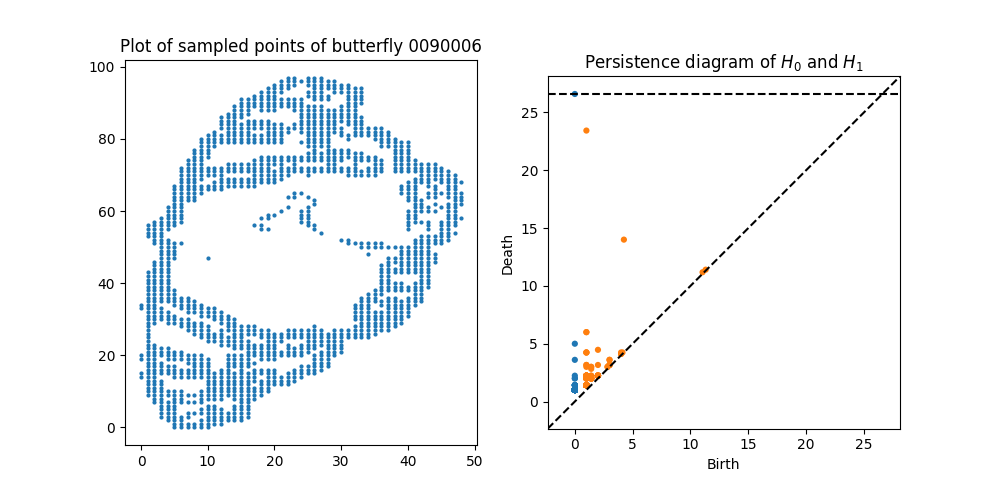 Plot of sampled points of butterfly 0090006
100
80
60
40
20
0
0 10 20 30 40 50
Persistence diagram of H₀ and H₁
25
20
15
10
5
0
Death
0 5 10 15 20 25
Birth